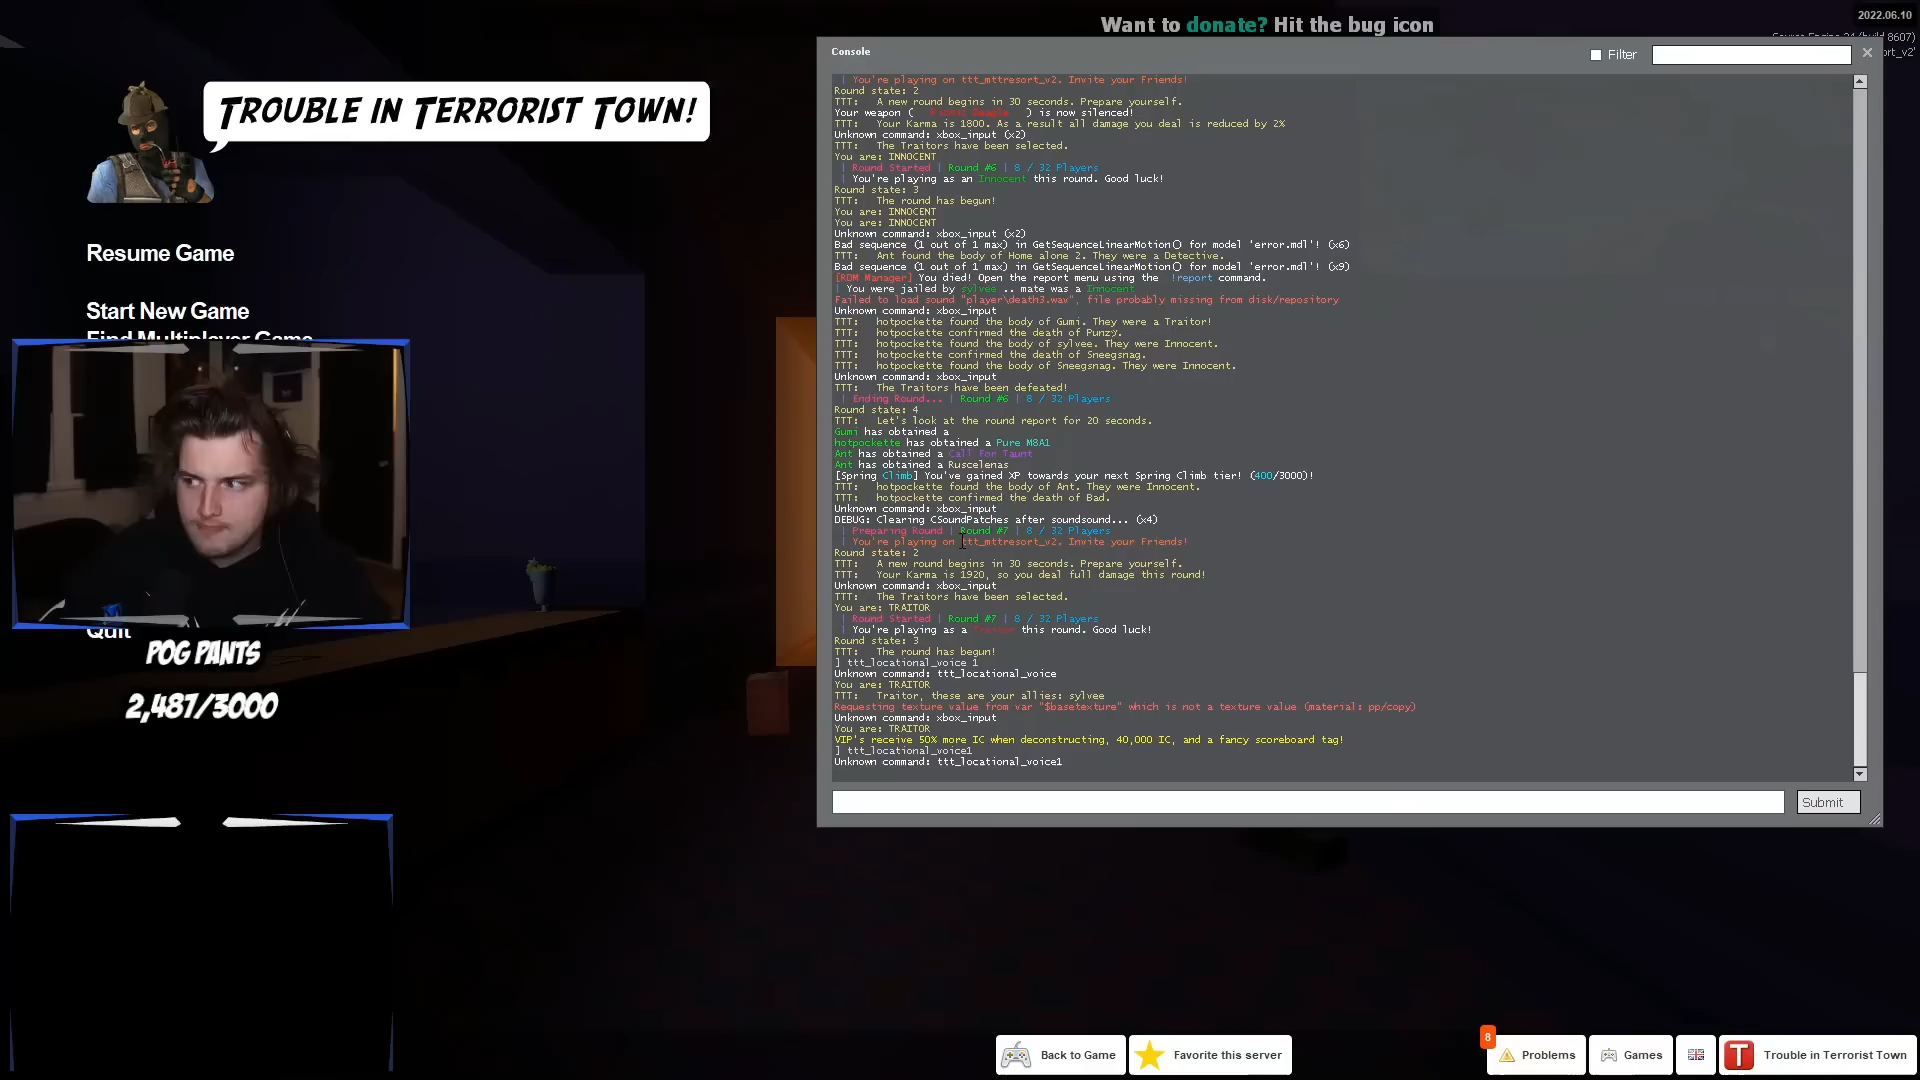 Want to donate? Hit the bug icon
2022.06.10
TROUBLE IN TERRORIST TOWN!
Resume Game
Start New Game
Find Multiplayer Game
Quit
POG PANTS
2,487/3000
Console
Filter
| You're playing on ttt_mttresort_v2. Invite your Friends!
Round state: 2
TTT: A new round begins in 30 seconds. Prepare yourself.
Your weapon ( ) is now silenced!
TTT: Your Karma is 1800. As a result all damage you deal is reduced by 2%
Unknown command: xbox_input (x2)
TTT: The Traitors have been selected.
You are: INNOCENT
| Round Started | Round #6 | 8 / 32 Players
| You're playing as an Innocent this round. Good luck!
Round state: 3
TTT: The round has begun!
You are: INNOCENT
You are: INNOCENT
Unknown command: xbox_input (x2)
Bad sequence (1 out of 1 max) in GetSequenceLinearMotion() for model 'error.mdl'! (x6)
TTT: Ant found the body of Home alone 2. They were a Detective.
Bad sequence (1 out of 1 max) in GetSequenceLinearMotion() for model 'error.mdl'! (x9)
[RDM Manager] You died! Open the report menu using the !report command.
| You were jailed by sylvee .. mate was a Innocent
Failed to load sound "player\death3.wav", file probably missing from disk/repository
Unknown command: xbox_input
TTT: hotpockette found the body of Gumi. They were a Traitor!
TTT: hotpockette confirmed the death of Punzy.
TTT: hotpockette found the body of sylvee. They were Innocent.
TTT: hotpockette confirmed the death of Sneegsnag.
TTT: hotpockette found the body of Sneegsnag. They were Innocent.
Unknown command: xbox_input
TTT: The Traitors have been defeated!
| Ending Round... | Round #6 | 8 / 32 Players
Round state: 4
TTT: Let's look at the round report for 20 seconds.
Gumi has obtained a
hotpockette has obtained a Pure M8A1
Ant has obtained a Call For Taunt
Ant has obtained a Ruscelenas
[Spring Climb] You've gained XP towards your next Spring Climb tier! (400/3000)!
TTT: hotpockette found the body of Ant. They were Innocent.
TTT: hotpockette confirmed the death of Bad.
Unknown command: xbox_input
DEBUG: Clearing CSoundPatches after soundsound... (x4)
| Preparing Round | Round #7 | 8 / 32 Players
| You're playing on ttt_mttresort_v2. Invite your Friends!
Round state: 2
TTT: A new round begins in 30 seconds. Prepare yourself.
TTT: Your Karma is 1920, so you deal full damage this round!
Unknown command: xbox_input
TTT: The Traitors have been selected.
You are: TRAITOR
| Round Started | Round #7 | 8 / 32 Players
| You're playing as a Traitor this round. Good luck!
Round state: 3
TTT: The round has begun!
] ttt_locational_voice 1
Unknown command: ttt_locational_voice
You are: TRAITOR
TTT: Traitor, these are your allies: sylvee
Requesting texture value from var "$basetexture" which is not a texture value (material: pp/copy)
Unknown command: xbox_input
You are: TRAITOR
VIP's receive 50% more IC when deconstructing, 40,000 IC, and a fancy scoreboard tag!
] ttt_locational_voice1
Unknown command: ttt_locational_voice1
Submit
Back to Game
Favorite this server
8
Problems
Games
T
Trouble in Terrorist Town